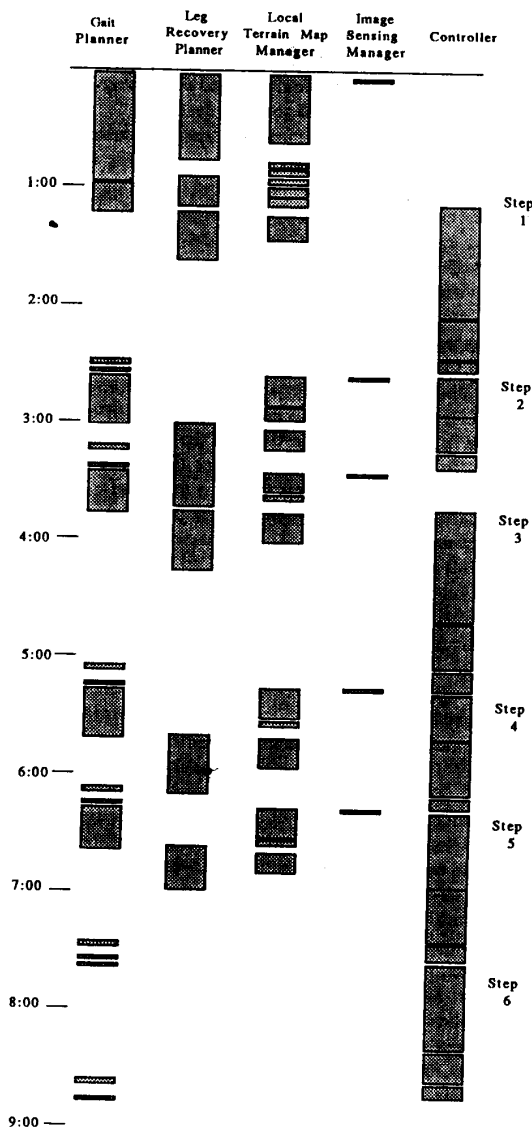 Gait Planner
Leg Recovery Planner
Local Terrain Map Manager
Image Sensing Manager
Controller
1:00
Step 1
2:00
3:00
Step 2
4:00
Step 3
5:00
Step 4
6:00
Step 5
7:00
8:00
Step 6
9:00